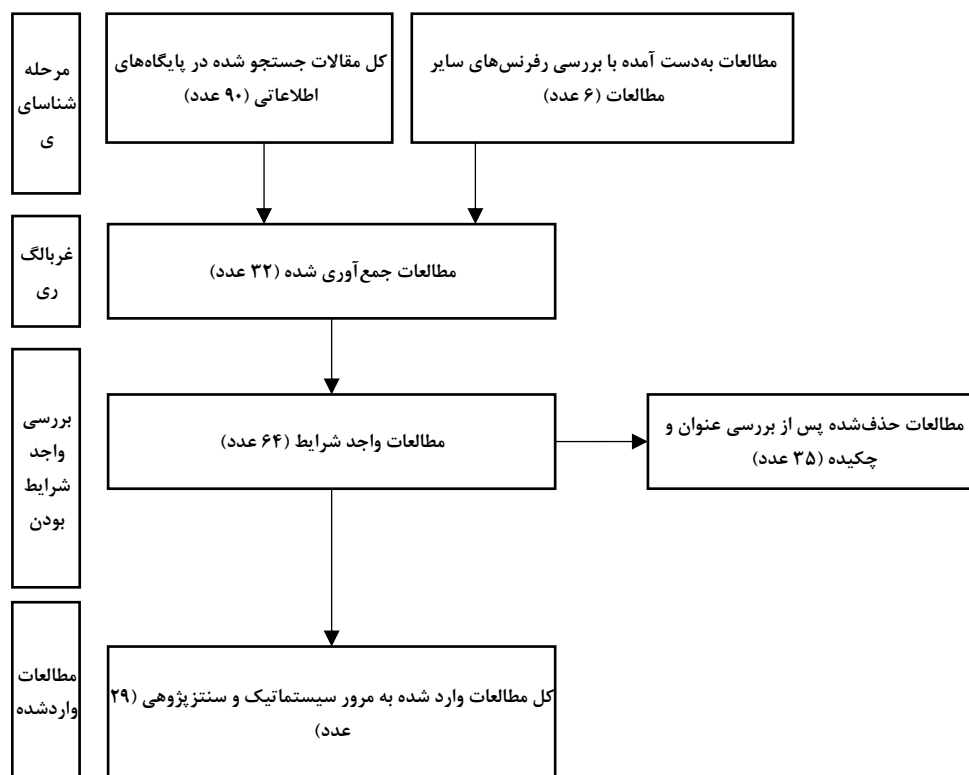 مرحله
شناسای
ی
کل مقالات جستجو شده در پایگاه‌های
اطلاعاتی (۹۰ عدد)
مطالعات به‌دست آمده با بررسی رفرنس‌های سایر
مطالعات (۶ عدد)
غربالگ
ری
مطالعات جمع‌آوری شده (۳۲ عدد)
بررسی
واجد
شرایط
بودن
مطالعات واجد شرایط (۶۴ عدد)
مطالعات حذف‌شده پس از بررسی عنوان و
چکیده (۳۵ عدد)
مطالعات
واردشده
کل مطالعات وارد شده به مرور سیستماتیک و سنتزپژوهی (۲۹
عدد)